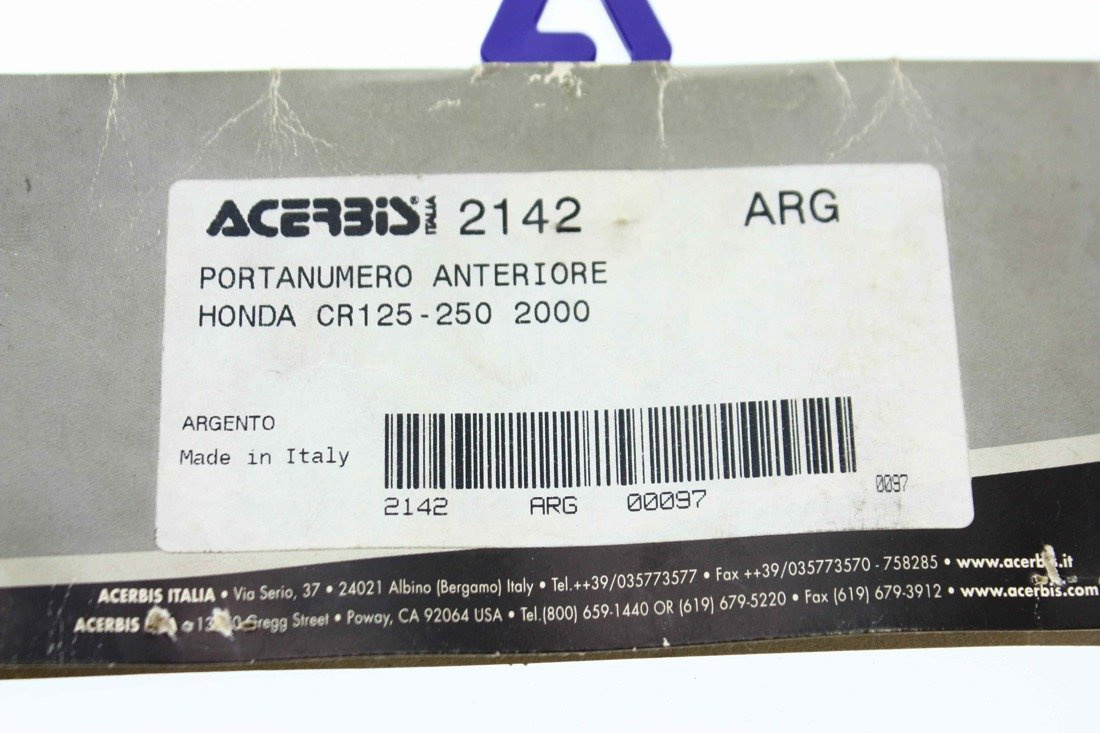 ACERBIS® ITALIA 2142 ARG
PORTANUMERO ANTERIORE
HONDA CR125-250 2000
ARGENTO
Made in Italy
2142 ARG 00097
0097
ACERBIS ITALIA • Via Serio, 37 • 24021 Albino (Bergamo) Italy • Tel.++39/035773577 • Fax ++39/035773570 - 758285 • www.acerbis.it
ACERBIS Gregg Street • Poway, CA 92064 USA • Tel.(800) 659-1440 OR (619) 679-5220 • Fax (619) 679-3912 • www.acerbis.com